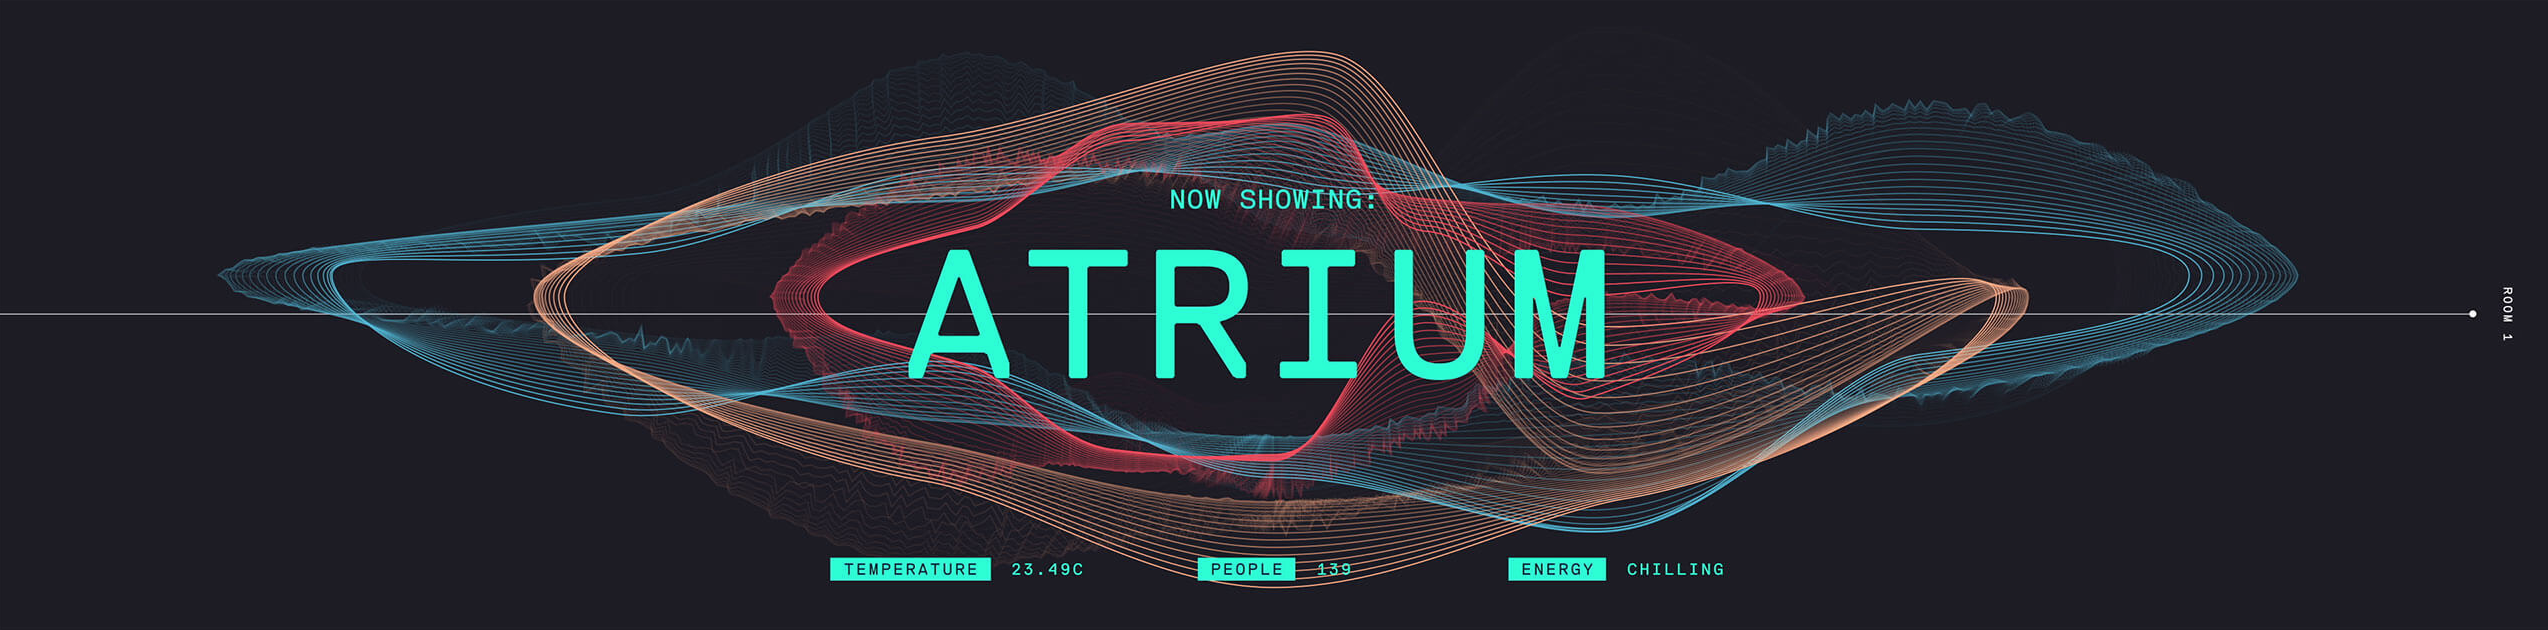 NOW SHOWING:
ATRIUM
TEMPERATURE 23.49C PEOPLE 139 ENERGY CHILLING
ROOM 1